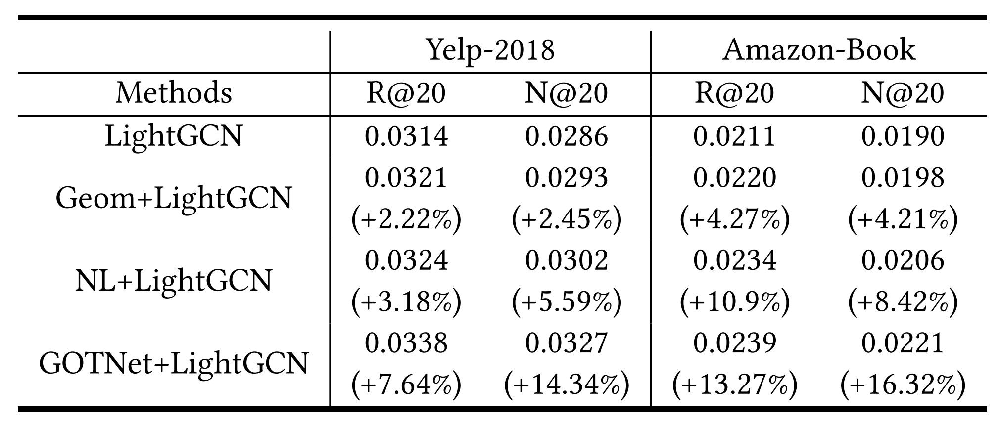 Yelp-2018 Amazon-Book
Methods R@20 N@20 R@20 N@20
LightGCN 0.0314 0.0286 0.0211 0.0190
Geom+LightGCN 0.0321 0.0293 0.0220 0.0198
(+2.22%) (+2.45%) (+4.27%) (+4.21%)
NL+LightGCN 0.0324 0.0302 0.0234 0.0206
(+3.18%) (+5.59%) (+10.9%) (+8.42%)
GOTNet+LightGCN 0.0338 0.0327 0.0239 0.0221
(+7.64%) (+14.34%) (+13.27%) (+16.32%)